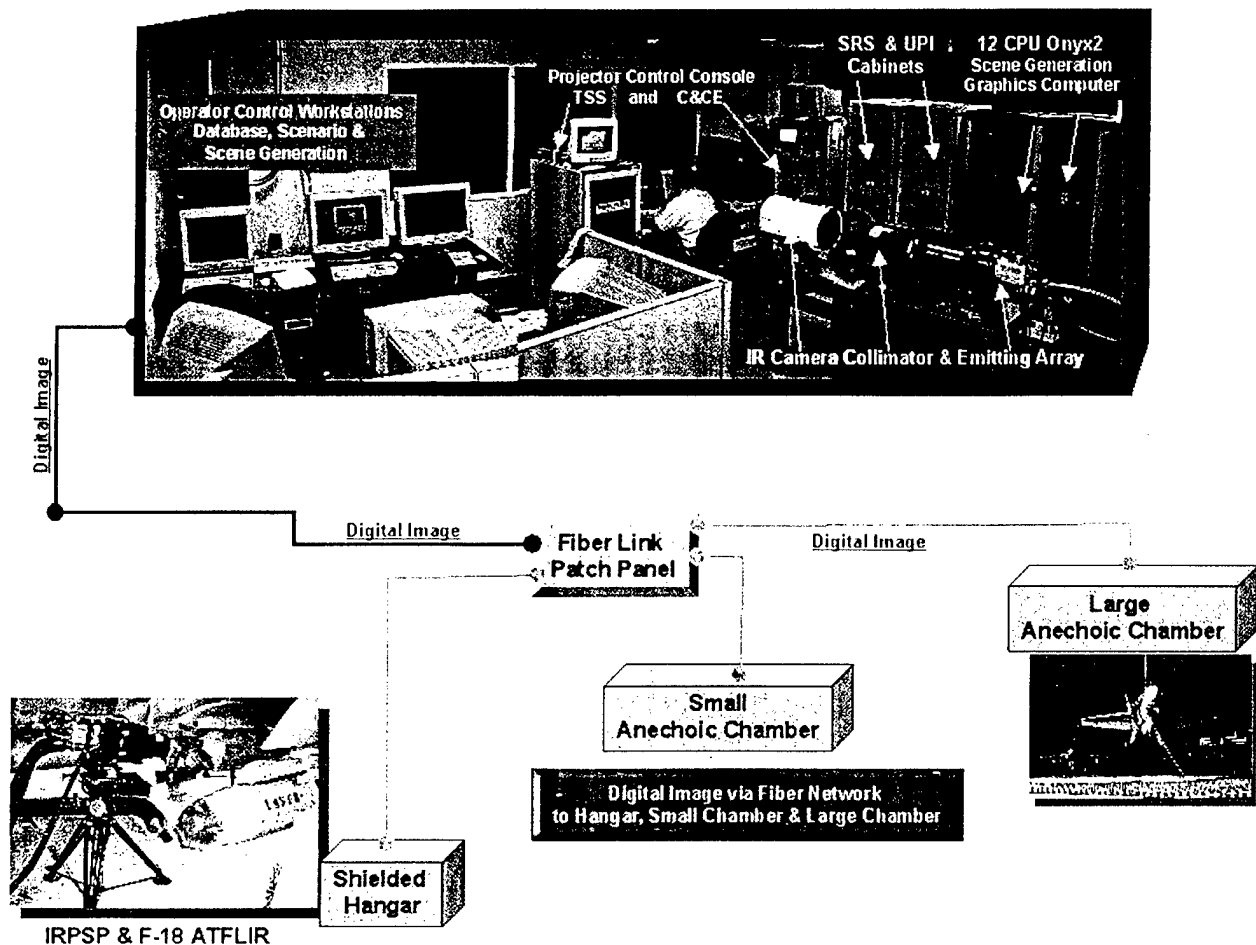 SRS & UPI : 12 CPU Onyx2
Cabinets Scene Generation
Graphics Computer
Projector Control Console
TSS and C&CE
Operator Control Workstations
Database, Scenario &
Scene Generation
IR Camera Collimator & Emitting Array
Digital Image
Digital Image
Fiber Link
Patch Panel
Digital Image
Large
Anechoic Chamber
Small
Anechoic Chamber
Digital Image via Fiber Network
to Hangar, Small Chamber & Large Chamber
Shielded
Hangar
IRPSP & F-18 ATFLIR